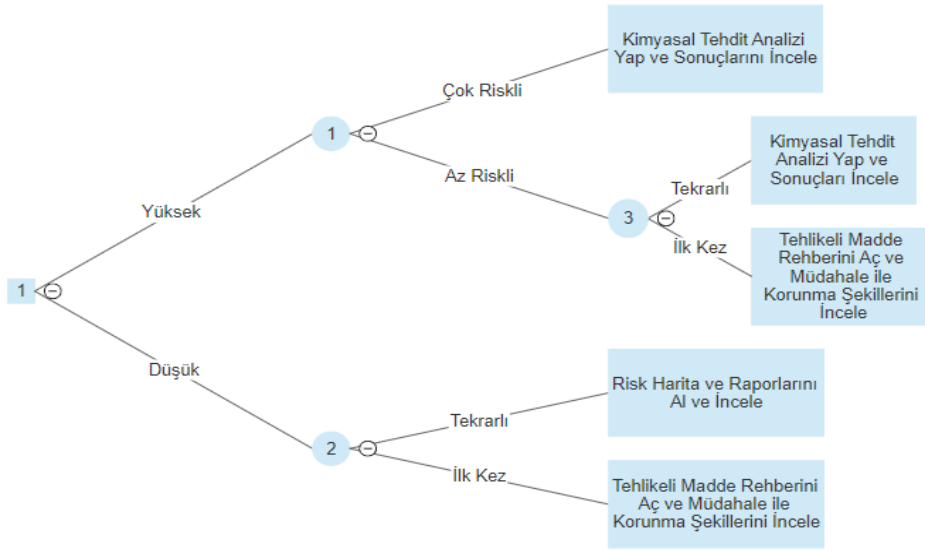 Kimyasal Tehdit Analizi
Yap ve Sonuçlarını İncele
Çok Riskli
1
Az Riskli
Kimyasal Tehdit
Analizi Yap ve
Sonuçları İncele
Tekrarlı
3
İlk Kez
Tehlikeli Madde
Rehberini Aç ve
Müdahale ile
Korunma Şekillerini
İncele
Yüksek
1
Düşük
Risk Harita ve Raporlarını
Al ve İncele
Tekrarlı
2
İlk Kez
Tehlikeli Madde Rehberini
Aç ve Müdahale ile
Korunma Şekillerini İncele